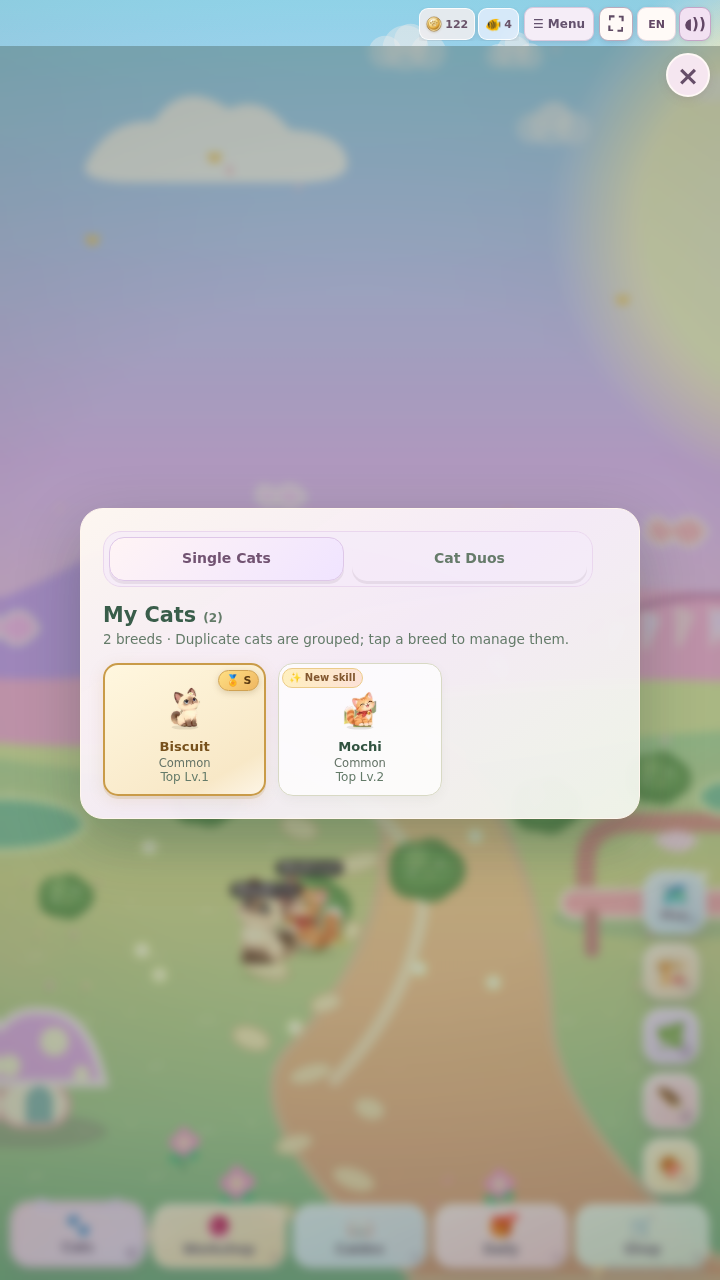 122
4
☰ Menu
EN
Single Cats
Cat Duos
My Cats (2)
2 breeds · Duplicate cats are grouped; tap a breed to manage them.
S
Biscuit
Common
Top Lv.1
New skill
Mochi
Common
Top Lv.2